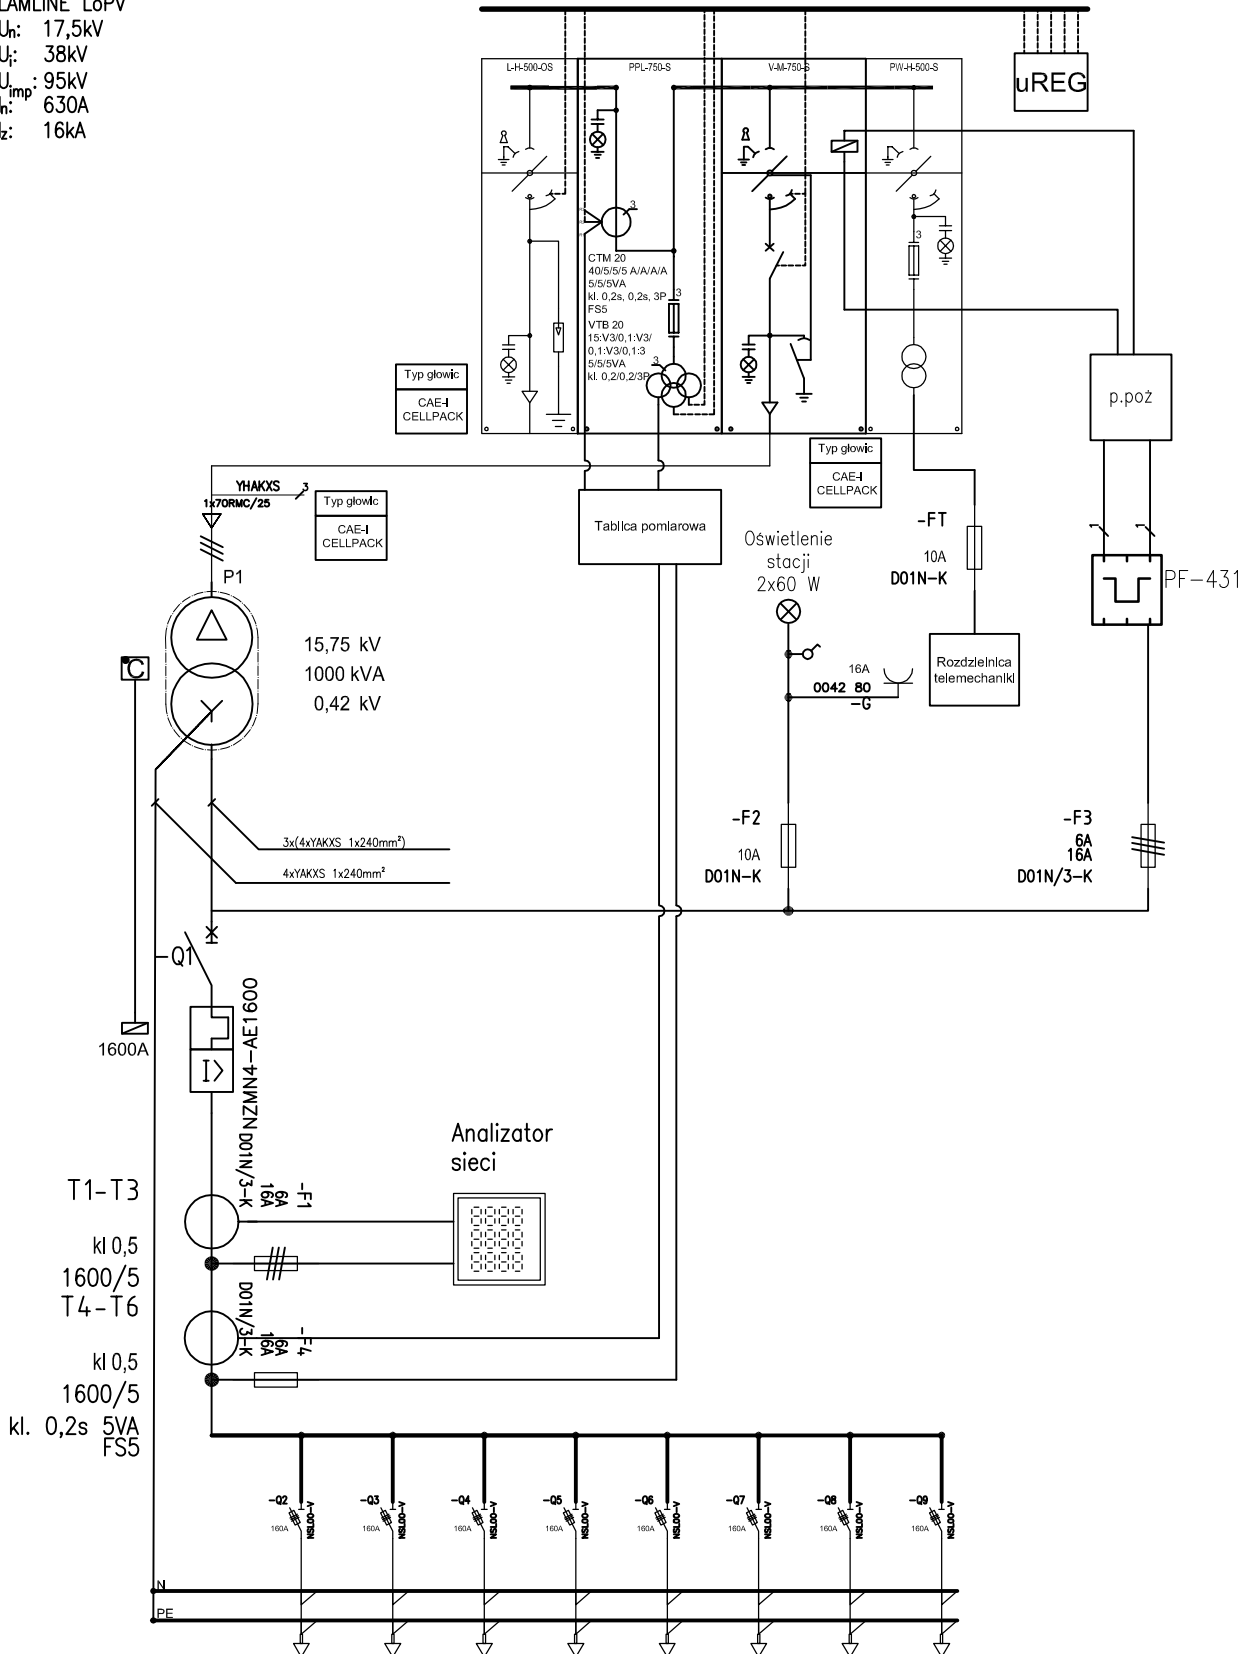 LAMLINE LoPV
Un: 17,5kV
Ui: 38kV
Uimp: 95kV
In: 630A
Iz: 16kA
L-H-500-OS
PPL-750-S
V-M-750-S
PW-H-500-S
uREG
3
CTM 20
40/5/5/5 A/A/A/A
5/5/5VA
kl. 0,2s, 0,2s, 3P
FS5
VTB 20
15:V3/0,1:V3/
0,1:V3/0,1:3
5/5/5VA
kl. 0,2/0,2/3P
3
3
3
Typ głowic
CAE-I
CELLPACK
Typ głowic
CAE-I
CELLPACK
p.poż
YHAKXS
3
1x70RMC/25
Typ głowic
CAE-I
CELLPACK
Tablica pomiarowa
Oświetlenie
stacji
2x60 W
-FT
10A
D01N-K
1
1
PF-431
P1
15,75 kV
1000 kVA
0,42 kV
°C
16A
0042 80
-G
Rozdzielnica
telemechaniki
-F2
10A
D01N-K
-F3
6A
16A
D01N/3-K
3x(4xYAKXS 1x240mm²)
4xYAKXS 1x240mm²
-Q1
NZMN4-AE1600
1600A
I>
Analizator
sieci
T1-T3
kl 0,5
1600/5
D01N/3-K
16A
6A
-F1
T4-T6
kl 0,5
1600/5
kl. 0,2s 5VA
FS5
D01N/3-K
16A
6A
-F4
-Q2
160A
NSL00-V
-Q3
160A
NSL00-V
-Q4
160A
NSL00-V
-Q5
160A
NSL00-V
-Q6
160A
NSL00-V
-Q7
160A
NSL00-V
-Q8
160A
NSL00-V
-Q9
160A
NSL00-V
N
PE